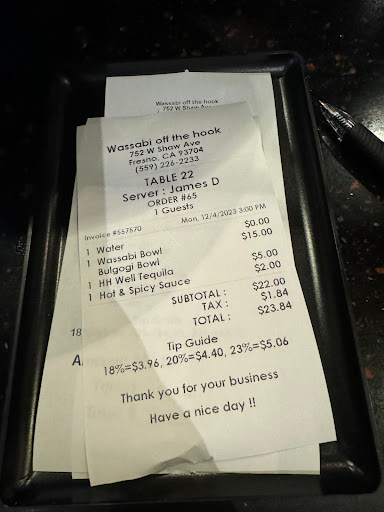 Wassabi off the hook
752 W Shaw Ave
Wassabi off the hook
752 W Shaw Ave
Fresno, CA 93704
(559) 226-2233
TABLE 22
Server : James D
ORDER #65
1 Guests
Invoice #557570 Mon, 12/4/2023 3:00 PM
1 Water $0.00
1 Wassabi Bowl $15.00
Bulgogi Bowl
1 HH Well Tequila $5.00
1 Hot & Spicy Sauce $2.00
SUBTOTAL : $22.00
TAX : $1.84
TOTAL : $23.84
Tip Guide
18%=$3.96, 20%=$4.40, 23%=$5.06
Thank you for your business
Have a nice day !!
18